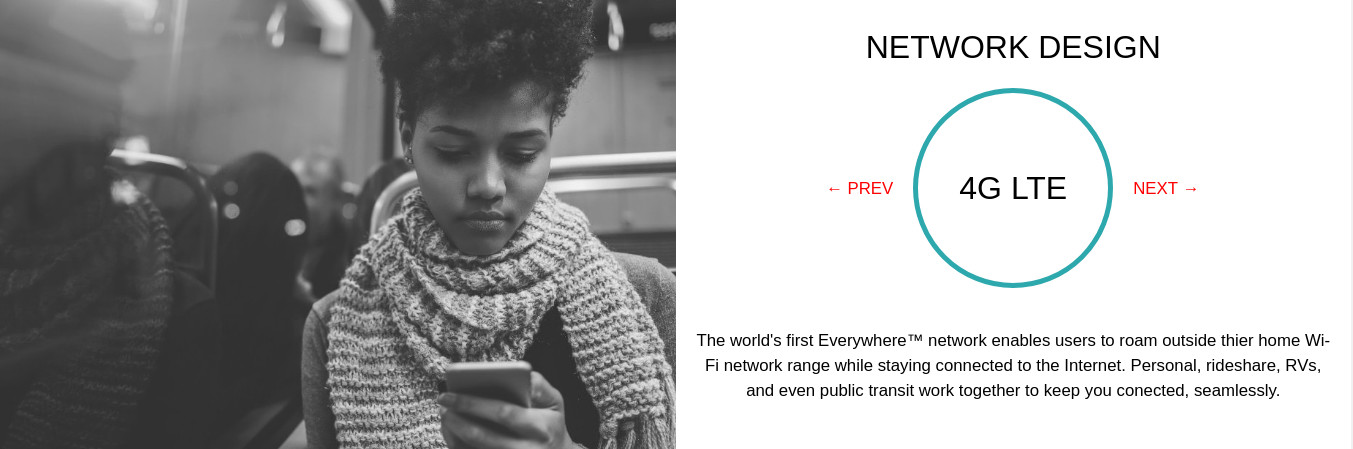 NETWORK DESIGN
← PREV
4G LTE
NEXT →
The world's first Everywhere™ network enables users to roam outside thier home Wi-
Fi network range while staying connected to the Internet. Personal, rideshare, RVs,
and even public transit work together to keep you conected, seamlessly.